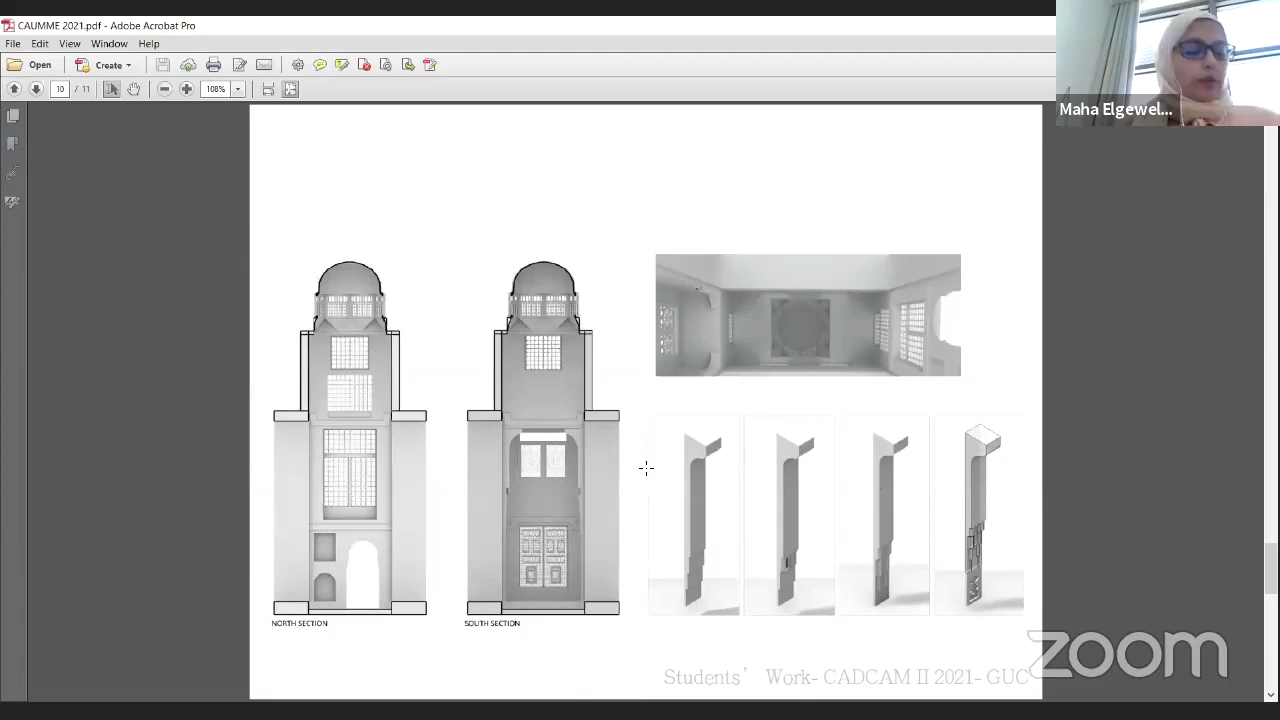 CAUMME 2021.pdf - Adobe Acrobat Pro
File Edit View Window Help
Open Create
10 / 11 108%
Maha Elgewel...
NORTH SECTION
SOUTH SECTION
Students' Work- CADCAM II 2021- GUC
zoom